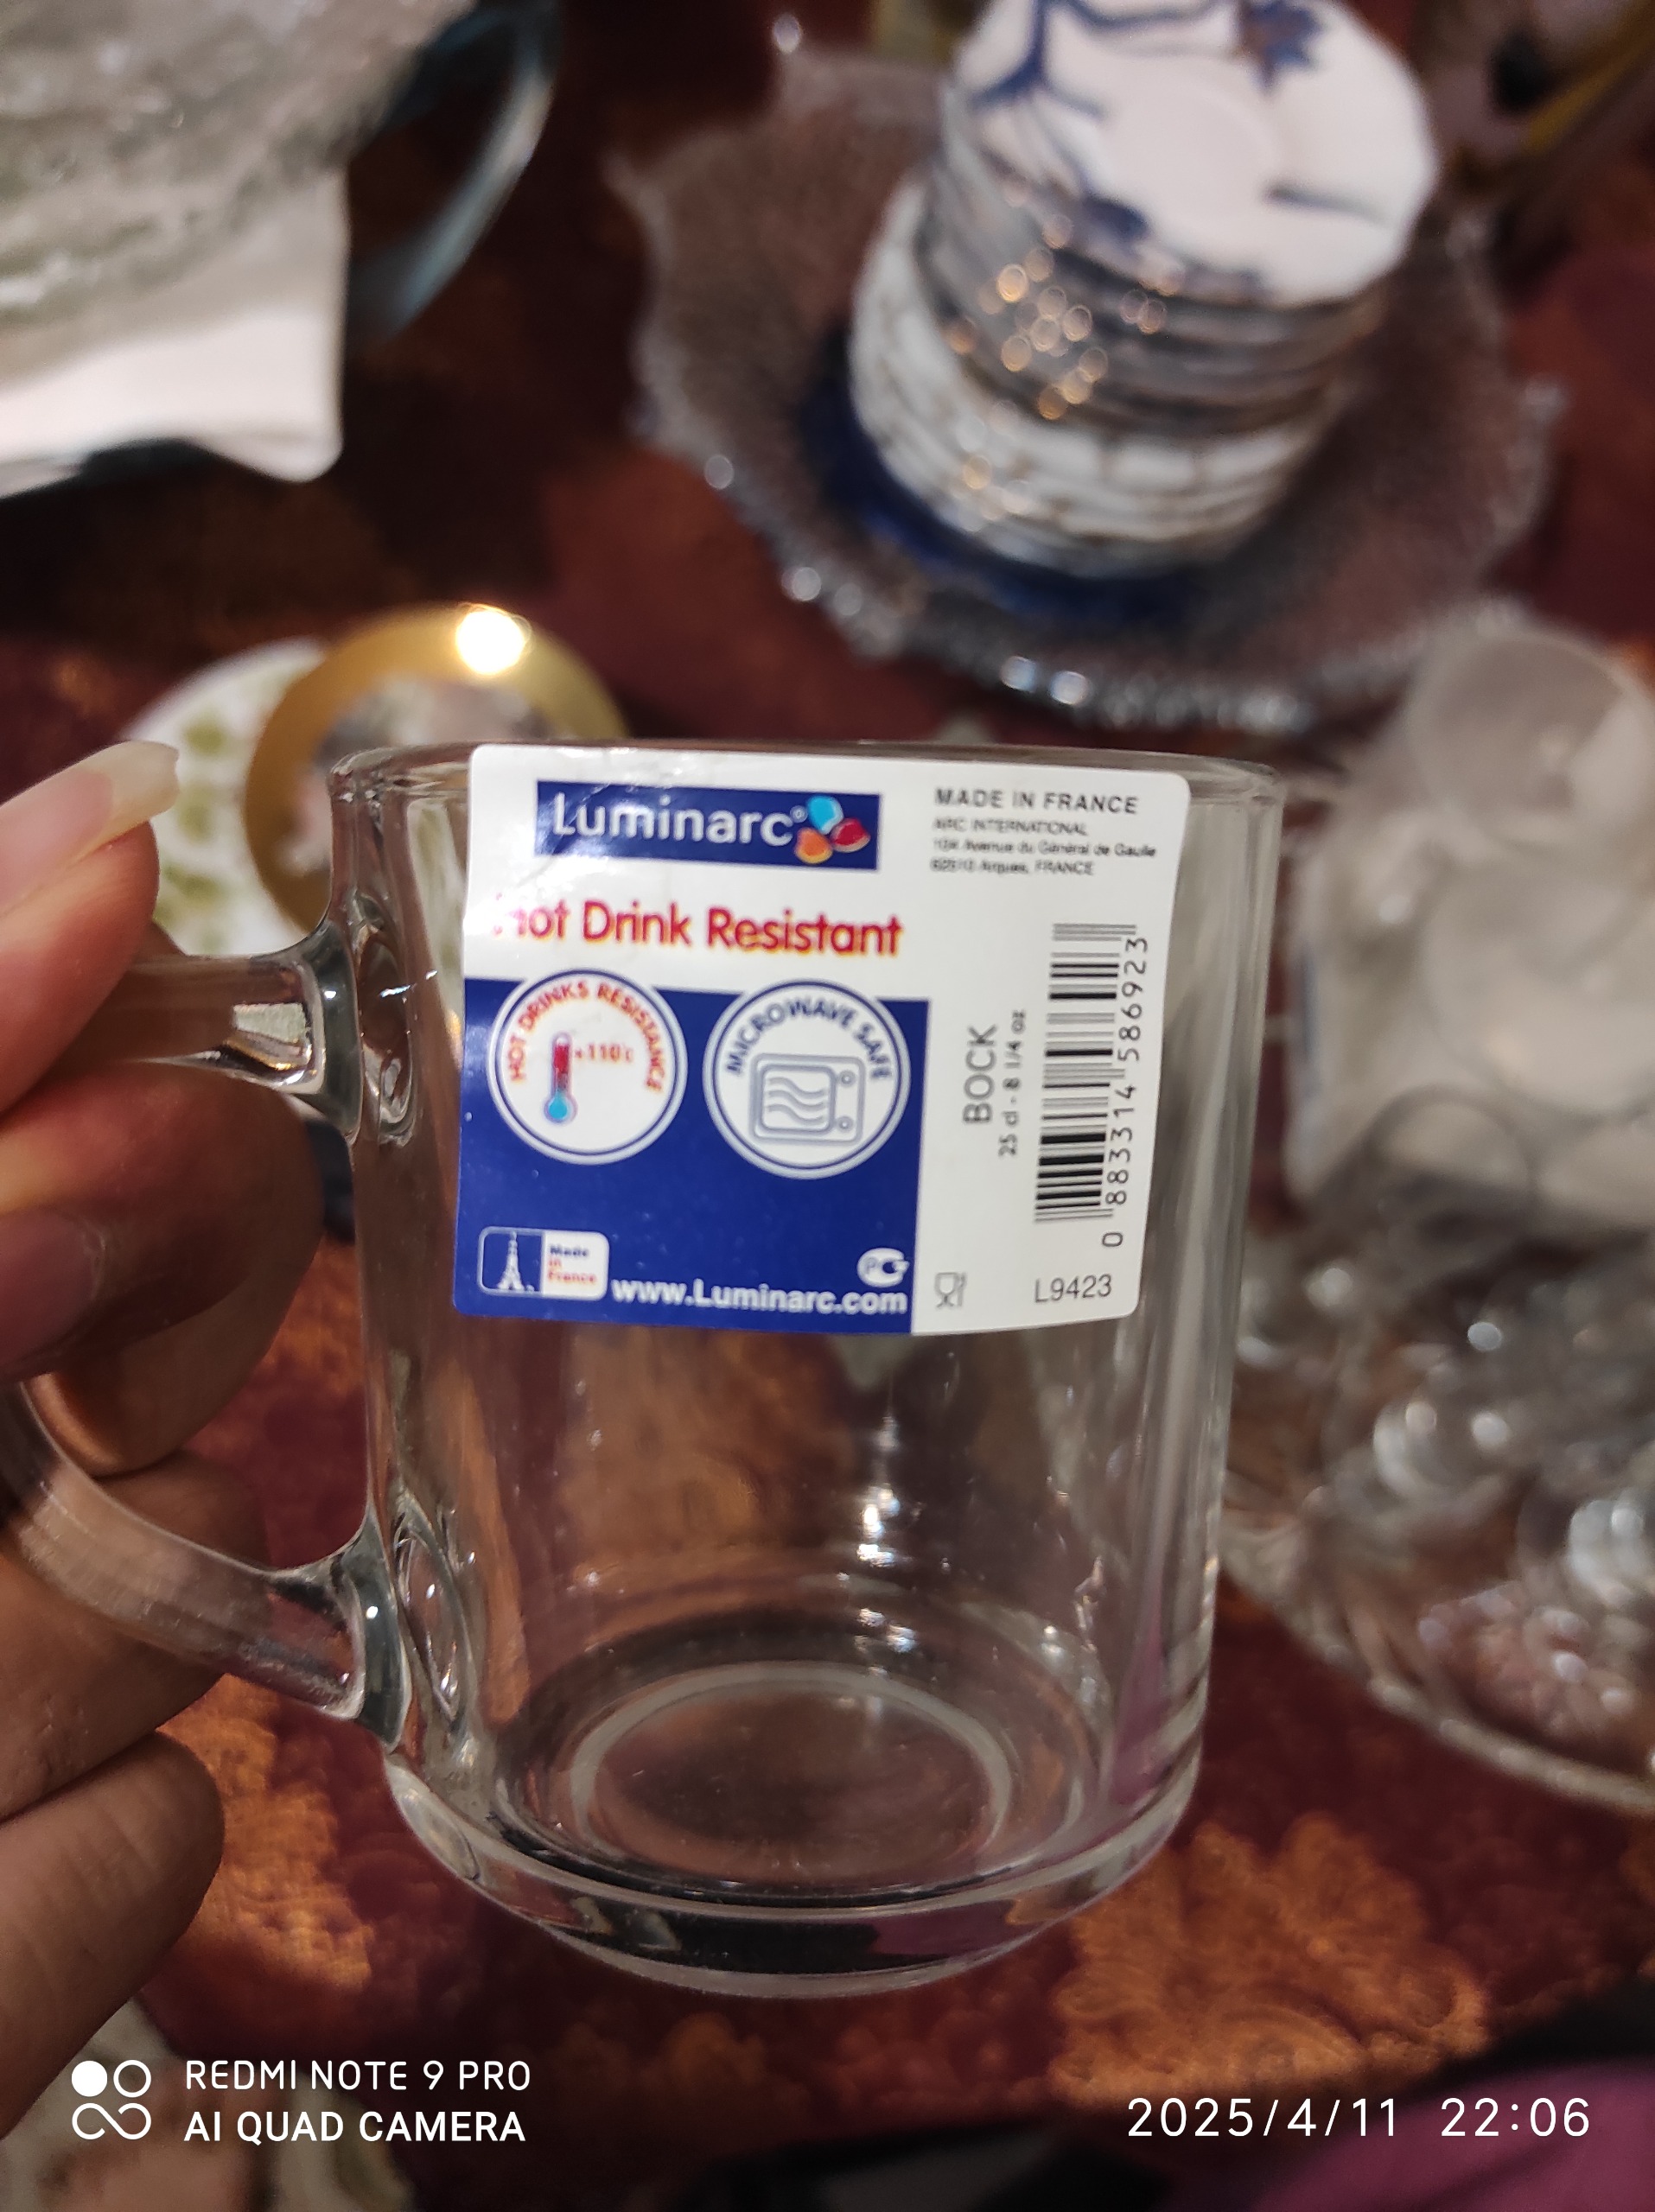 Luminarc®
MADE IN FRANCE
ARC INTERNATIONAL
104 Avenue du Général de Gaulle
62510 Arques, FRANCE
Hot Drink Resistant
HOT DRINKS RESISTANCE
+110°c
MICROWAVE SAFE
BOCK
25 cl - 8 1/4 oz
0 883314 586923
Made
in
France
www.Luminarc.com
L9423
REDMI NOTE 9 PRO
AI QUAD CAMERA
2025/4/11 22:06